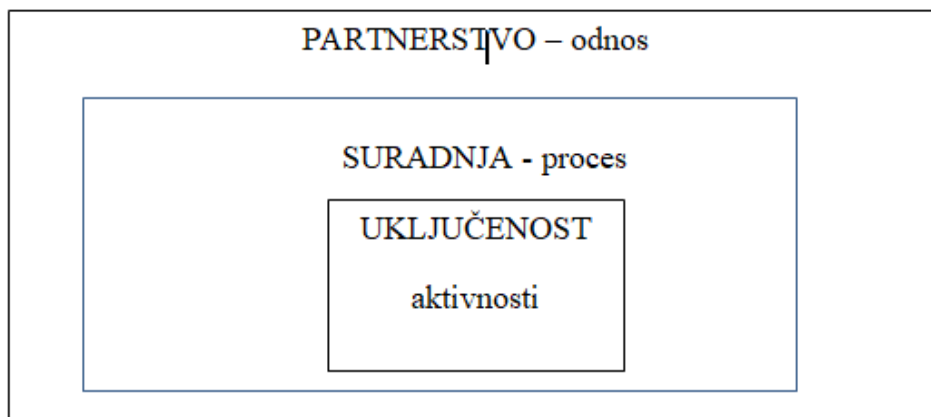 PARTNERSTVO – odnos
SURADNJA - proces
UKLJUČENOST
aktivnosti